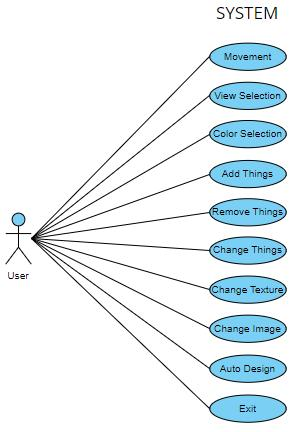 SYSTEM
Movement
View Selection
Color Selection
Add Things
Remove Things
Change Things
Change Texture
Change Image
Auto Design
Exit
User